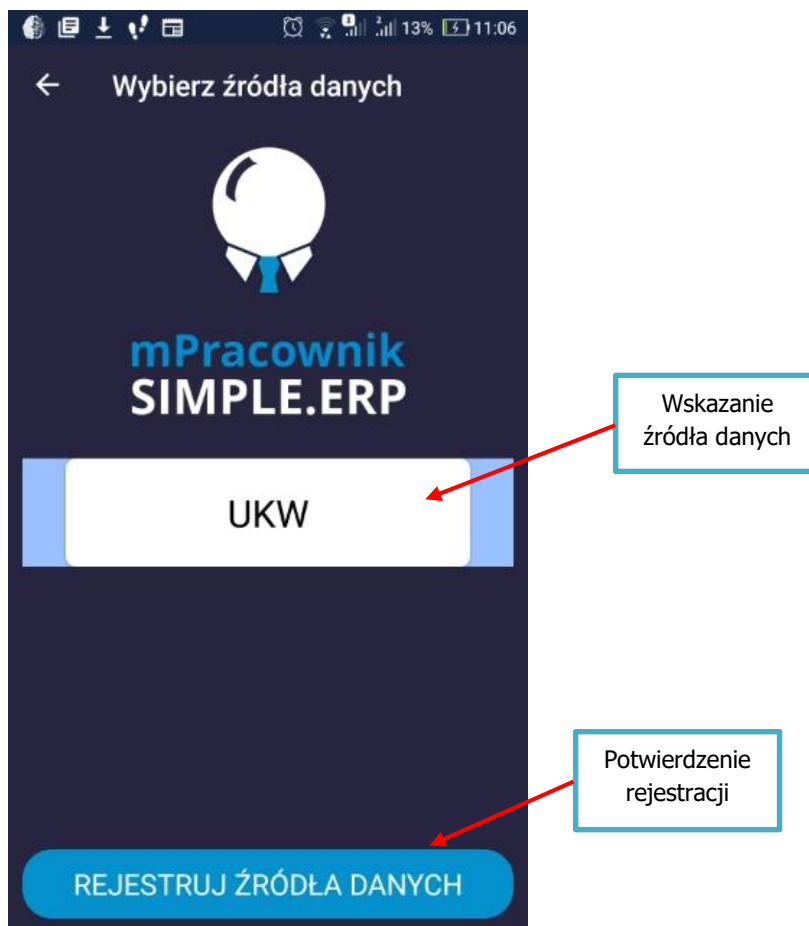 13% 11:06
Wybierz źródła danych
mPracownik
SIMPLE.ERP
Wskazanie
źródła danych
UKW
Potwierdzenie
rejestracji
REJESTRUJ ŹRÓDŁA DANYCH